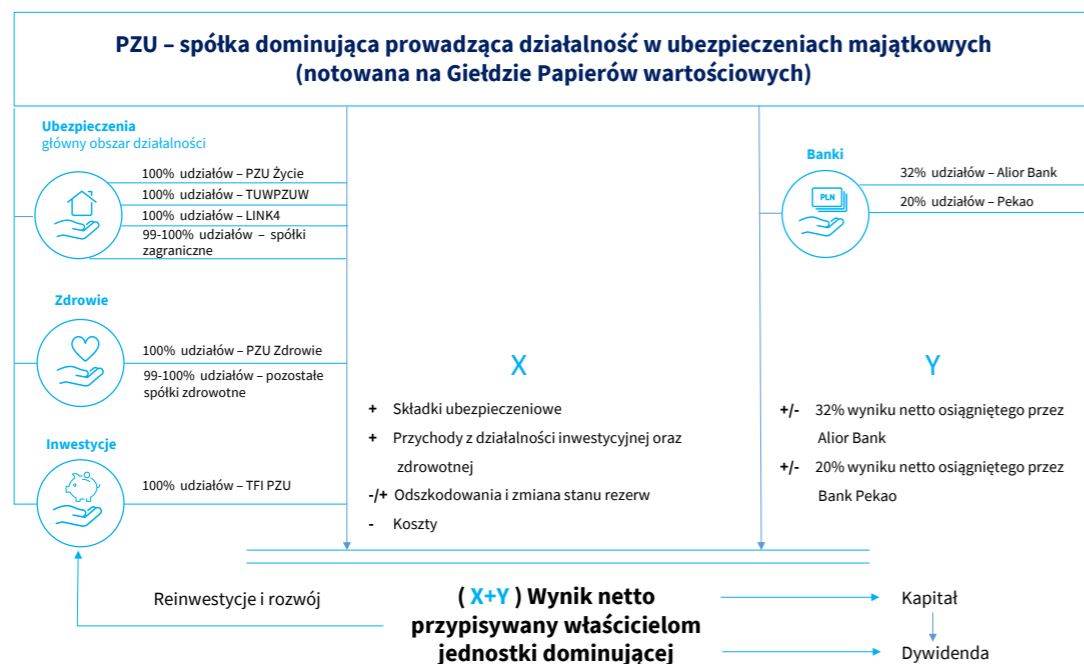 PZU – spółka dominująca prowadząca działalność w ubezpieczeniach majątkowych
(notowana na Giełdzie Papierów wartościowych)
Ubezpieczenia
główny obszar działalności
100% udziałów – PZU Życie
100% udziałów – TUWPZUW
100% udziałów – LINK4
99-100% udziałów – spółki
zagraniczne
Zdrowie
100% udziałów – PZU Zdrowie
99-100% udziałów – pozostałe
spółki zdrowotne
Inwestycje
100% udziałów – TFI PZU
X
+ Składki ubezpieczeniowe
+ Przychody z działalności inwestycyjnej oraz
zdrowotnej
-/+ Odszkodowania i zmiana stanu rezerw
- Koszty
Banki
PLN
32% udziałów – Alior Bank
20% udziałów – Pekao
Y
+/- 32% wyniku netto osiągniętego przez
Alior Bank
+/- 20% wyniku netto osiągniętego przez
Bank Pekao
Reinwestycje i rozwój
( X+Y ) Wynik netto
przypisywany właścicielom
jednostki dominującej
Kapitał
Dywidenda